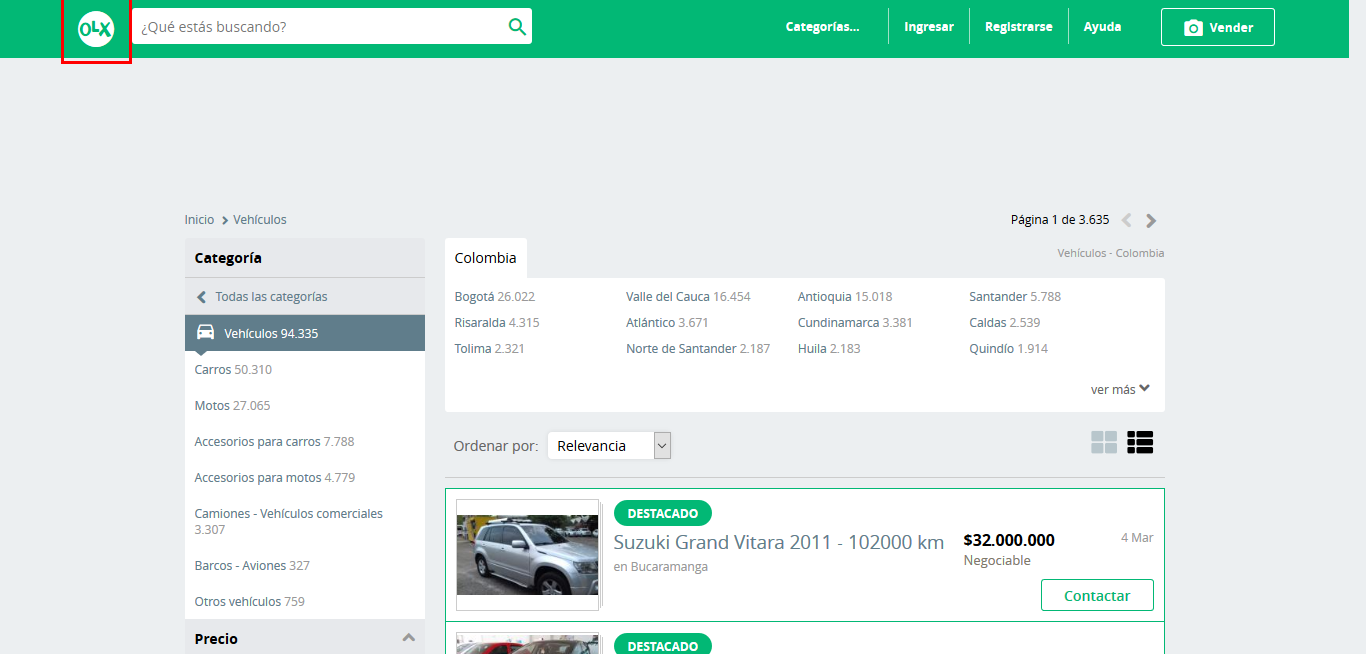 OLX
¿Qué estás buscando?
Categorías...
Ingresar
Registrarse
Ayuda
Vender
Inicio > Vehículos
Página 1 de 3.635
Categoría
Todas las categorías
Vehículos 94.335
Carros 50.310
Motos 27.065
Accesorios para carros 7.788
Accesorios para motos 4.779
Camiones - Vehículos comerciales
3.307
Barcos - Aviones 327
Otros vehículos 759
Precio
Colombia
Vehículos - Colombia
Bogotá 26.022
Valle del Cauca 16.454
Antioquia 15.018
Santander 5.788
Risaralda 4.315
Atlántico 3.671
Cundinamarca 3.381
Caldas 2.539
Tolima 2.321
Norte de Santander 2.187
Huila 2.183
Quindío 1.914
ver más
Ordenar por:
Relevancia
DESTACADO
Suzuki Grand Vitara 2011 - 102000 km
en Bucaramanga
$32.000.000
Negociable
4 Mar
Contactar
DESTACADO